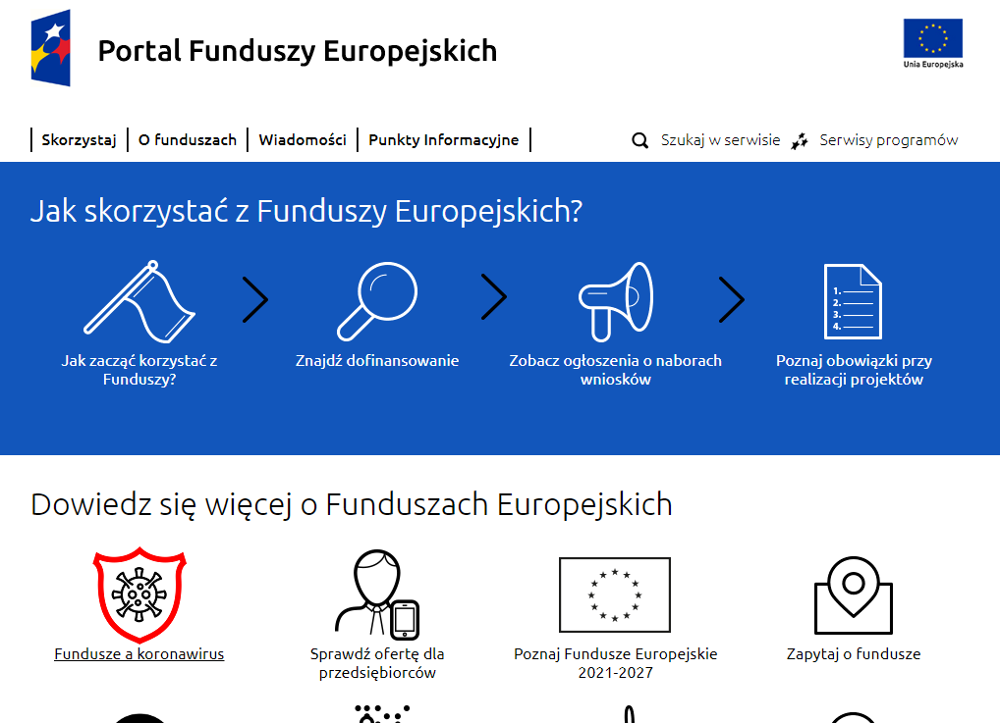 Portal Funduszy Europejskich
Unia Europejska
Skorzystaj
O funduszach
Wiadomości
Punkty Informacyjne
Szukaj w serwisie
Serwisy programów
Jak skorzystać z Funduszy Europejskich?
Jak zacząć korzystać z
Funduszy?
Znajdź dofinansowanie
Zobacz ogłoszenia o naborach
wniosków
1.
2.
3.
4.
Poznaj obowiązki przy
realizacji projektów
Dowiedz się więcej o Funduszach Europejskich
Fundusze a koronawirus
Sprawdź ofertę dla
przedsiębiorców
Poznaj Fundusze Europejskie
2021-2027
Zapytaj o fundusze